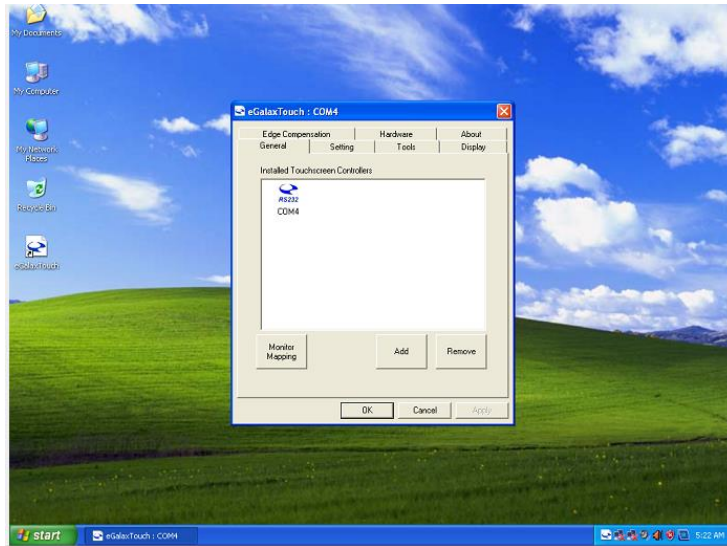 My Documents
My Computer
My Network
Places
Recycle Bin
eGalaxTouch
eGalaxTouch : COM4
Edge Compensation
Hardware
About
General
Setting
Tools
Display
Installed Touchscreen Controllers
RS232
COM4
Monitor
Mapping
Add
Remove
OK
Cancel
Apply
start
eGalaxTouch : COM4
5:22 AM